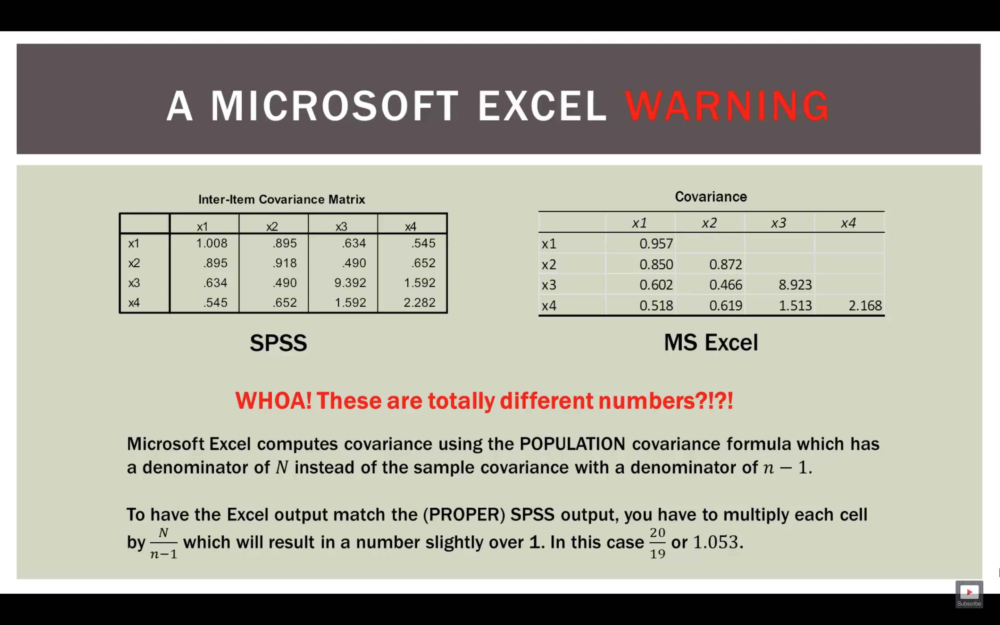 A MICROSOFT EXCEL WARNING
Inter-Item Covariance Matrix
x1 x2 x3 x4
x1 1.008 .895 .634 .545
x2 .895 .918 .490 .652
x3 .634 .490 9.392 1.592
x4 .545 .652 1.592 2.282
SPSS
Covariance
x1 x2 x3 x4
x1 0.957
x2 0.850 0.872
x3 0.602 0.466 8.923
x4 0.518 0.619 1.513 2.168
MS Excel
WHOA! These are totally different numbers?!?!
Microsoft Excel computes covariance using the POPULATION covariance formula which has
a denominator of N instead of the sample covariance with a denominator of n − 1.
To have the Excel output match the (PROPER) SPSS output, you have to multiply each cell
by N/n−1 which will result in a number slightly over 1. In this case 20/19 or 1.053.
Subscribe